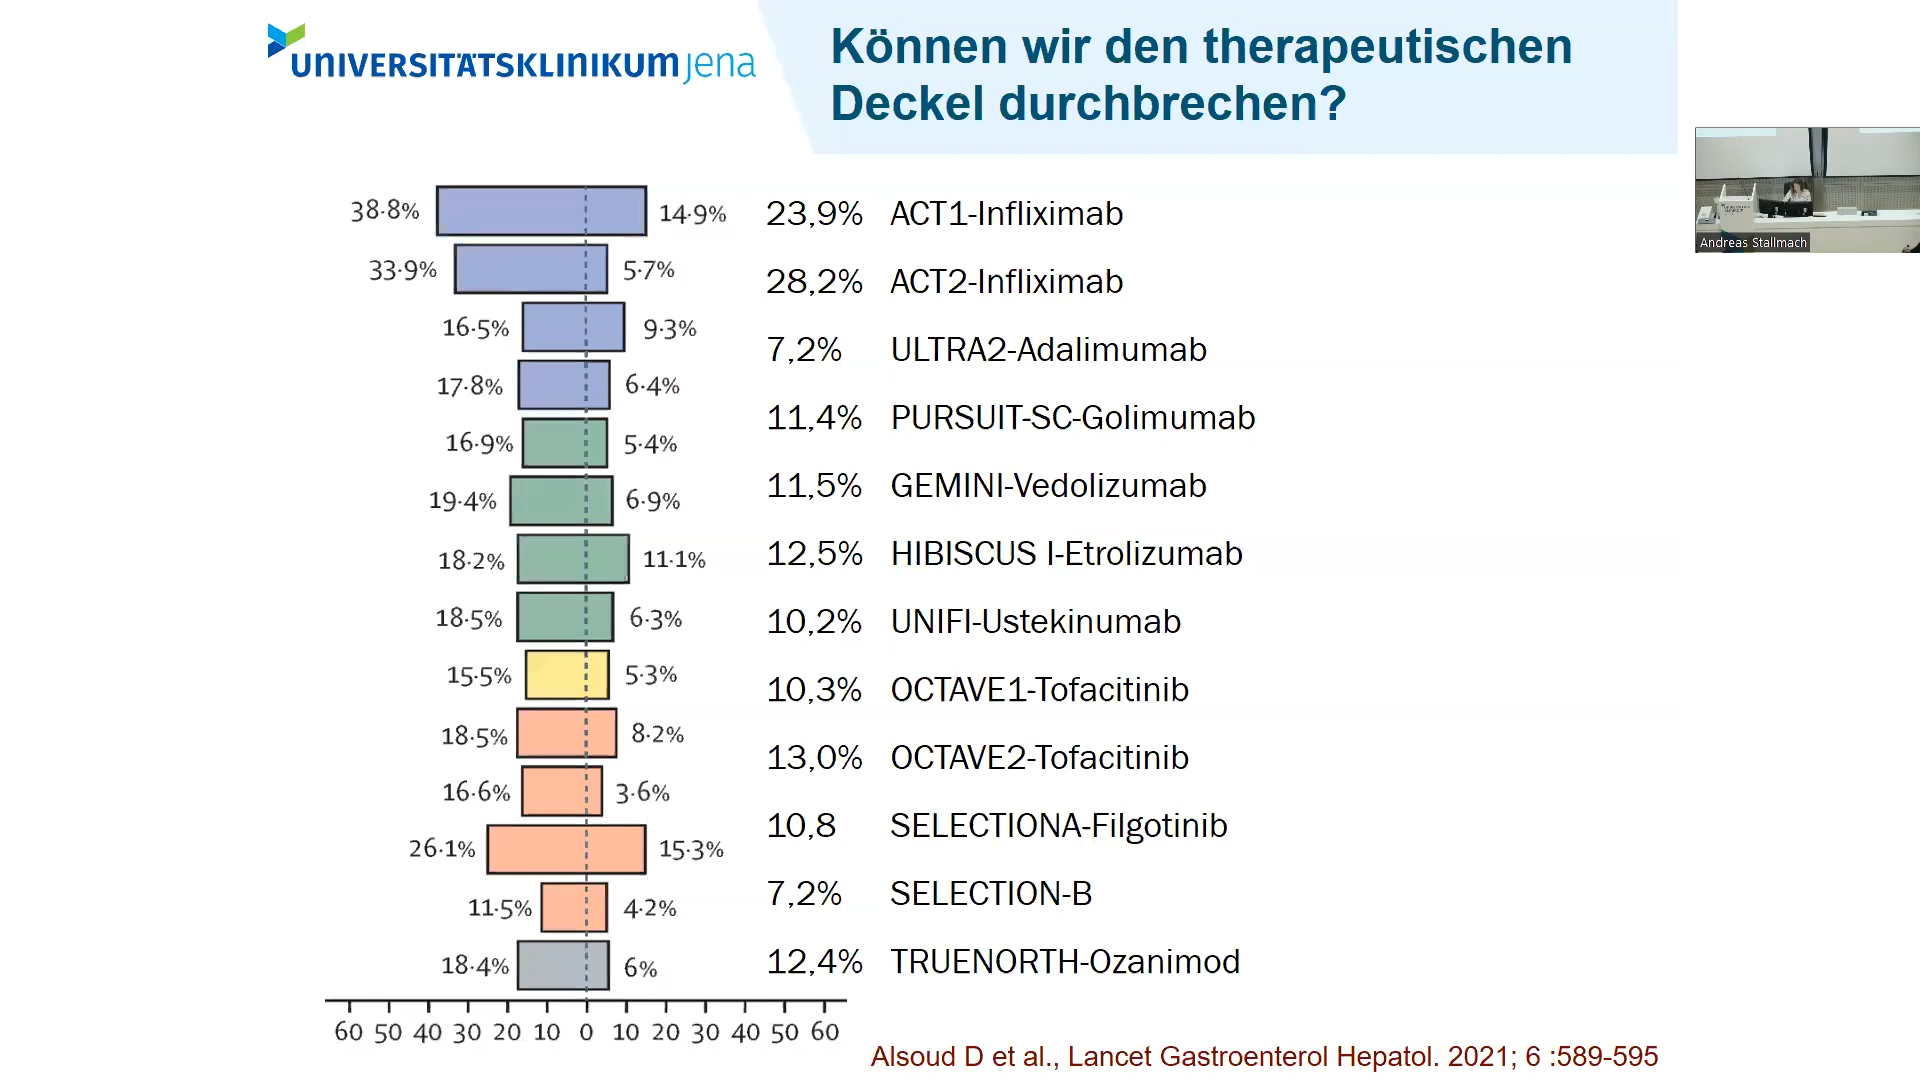 UNIVERSITÄTSKLINIKUM jena
Können wir den therapeutischen
Deckel durchbrechen?
Andreas Stallmach
38·8% 14·9% 23,9% ACT1-Infliximab
33·9% 5·7% 28,2% ACT2-Infliximab
16·5% 9·3% 7,2% ULTRA2-Adalimumab
17·8% 6·4% 11,4% PURSUIT-SC-Golimumab
16·9% 5·4% 11,5% GEMINI-Vedolizumab
19·4% 6·9% 12,5% HIBISCUS I-Etrolizumab
18·2% 11·1%
18·5% 6·3% 10,2% UNIFI-Ustekinumab
15·5% 5·3% 10,3% OCTAVE1-Tofacitinib
18·5% 8·2% 13,0% OCTAVE2-Tofacitinib
16·6% 3·6% 10,8 SELECTIONA-Filgotinib
26·1% 15·3%
11·5% 4·2% 7,2% SELECTION-B
18·4% 6% 12,4% TRUENORTH-Ozanimod
60 50 40 30 20 10 0 10 20 30 40 50 60
Alsoud D et al., Lancet Gastroenterol Hepatol. 2021; 6 :589-595